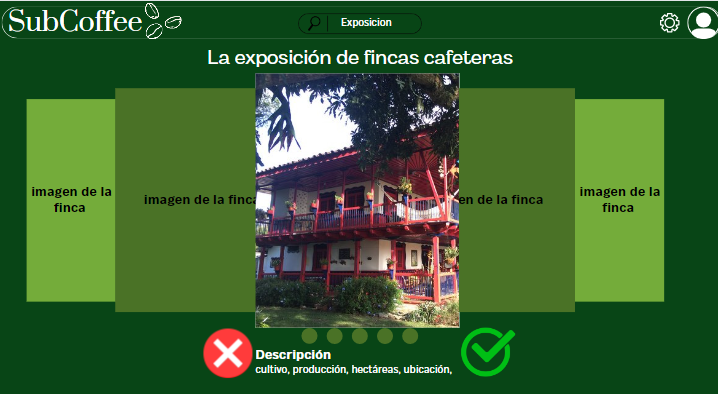 SubCoffee
Exposicion
La exposición de fincas cafeteras
imagen de la
finca
imagen de la finca
en de la finca
imagen de la
finca
Descripción
cultivo, producción, hectáreas, ubicación,